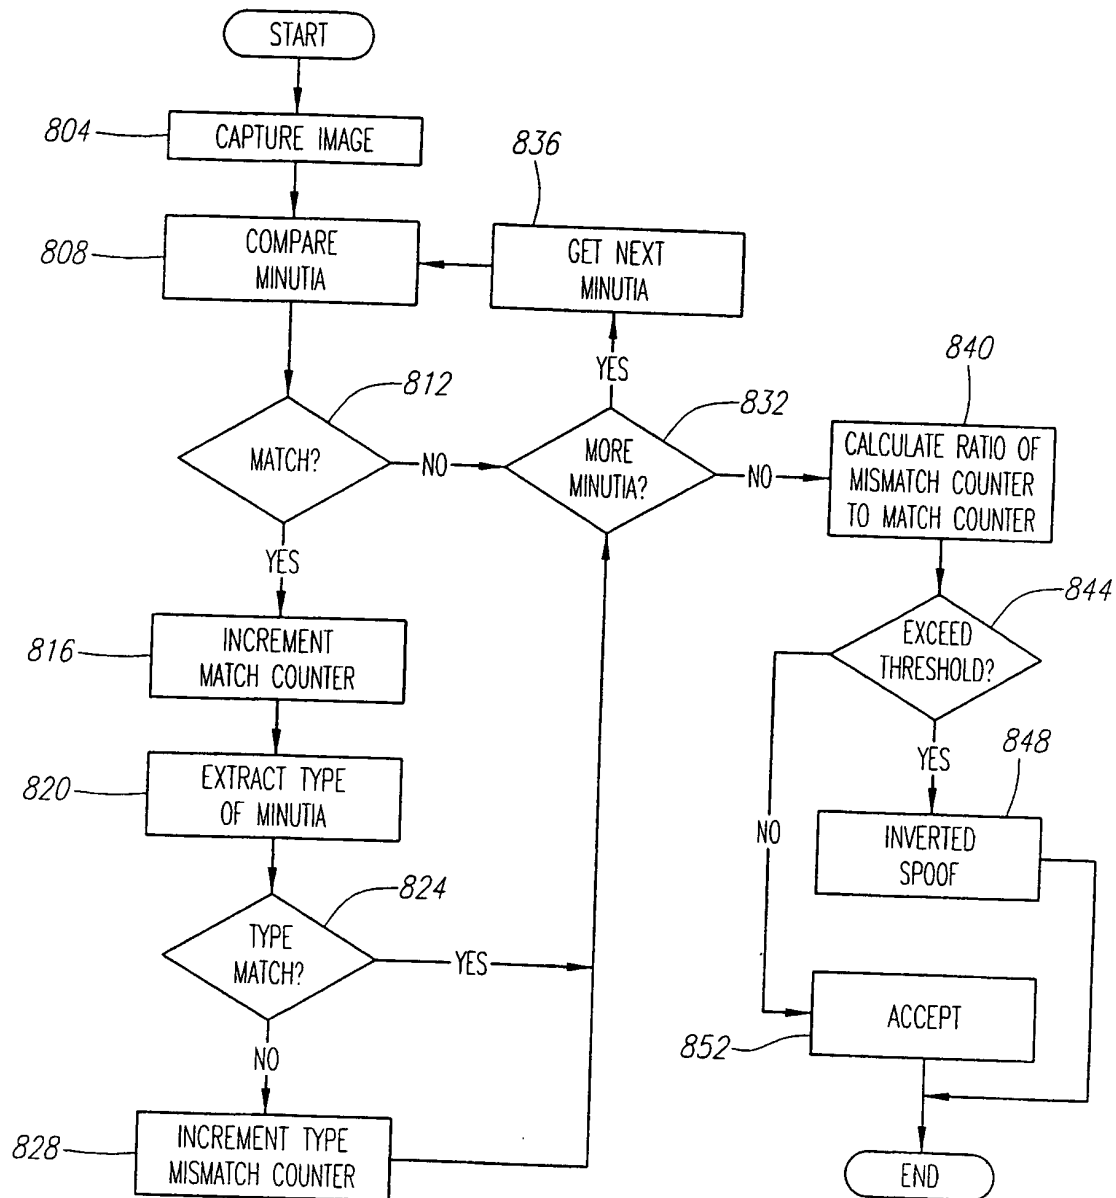 START
804
CAPTURE IMAGE
836
808
COMPARE
MINUTIA
GET NEXT
MINUTIA
YES
840
812
832
MATCH?
NO
MORE
MINUTIA?
NO
CALCULATE RATIO OF
MISMATCH COUNTER
TO MATCH COUNTER
YES
844
816
INCREMENT
MATCH COUNTER
EXCEED
THRESHOLD?
YES
848
820
EXTRACT TYPE
OF MINUTIA
NO
INVERTED
SPOOF
824
TYPE
MATCH?
YES
NO
ACCEPT
852
828
INCREMENT TYPE
MISMATCH COUNTER
END